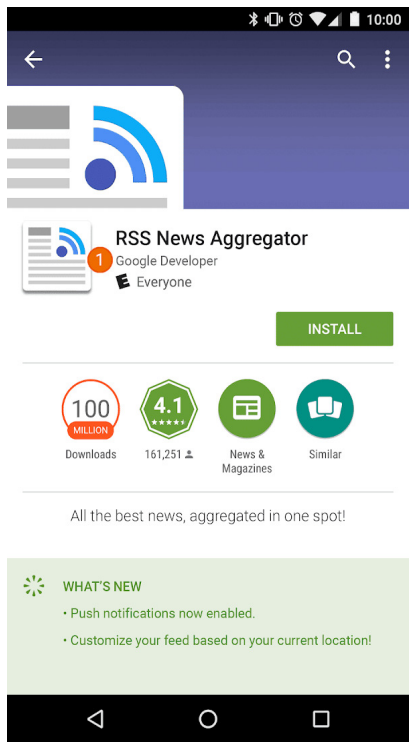 10:00
RSS News Aggregator
1
Google Developer
E Everyone
INSTALL
100
MILLION
4.1
Downloads
161,251
News &
Magazines
Similar
All the best news, aggregated in one spot!
WHAT'S NEW
• Push notifications now enabled.
• Customize your feed based on your current location!